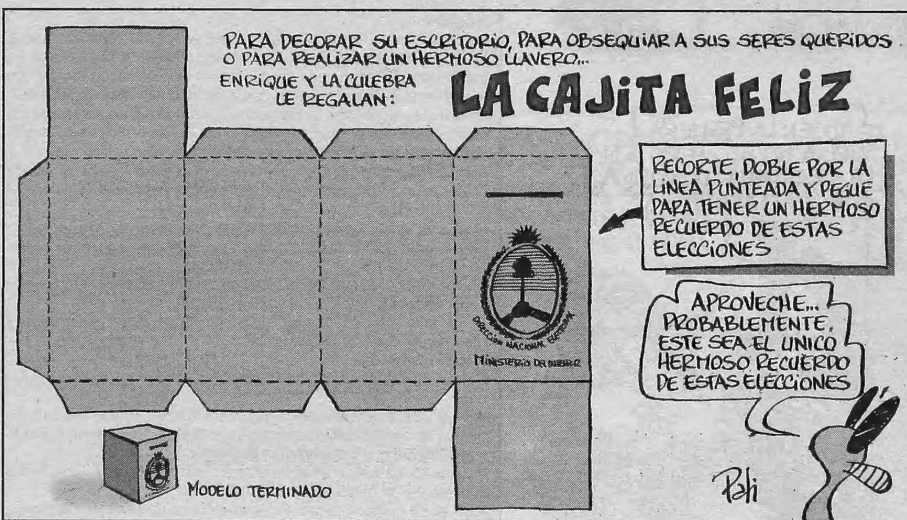 PARA DECORAR SU ESCRITORIO, PARA OBSEQUIAR A SUS SERES QUERIDOS
O PARA REALIZAR UN HERMOSO LLAVERO...
ENRIQUE Y LA CULEBRA
LE REGALAN:
LA CAJiTA FELiZ
RECORTE, DOBLE POR LA
LINEA PUNTEADA Y PEGUE
PARA TENER UN HERMOSO
RECUERDO DE ESTAS
ELECCIONES
DIRECCION NACIONAL ELECTORAL
MINISTERIO DEL INTERIOR
APROVECHE...
PROBABLEMENTE,
ESTE SEA EL UNICO
HERMOSO RECUERDO
DE ESTAS ELECCIONES
MODELO TERMINADO
Pati